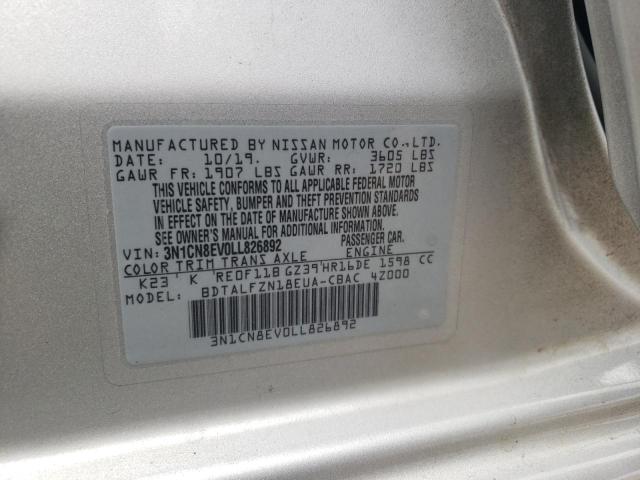 MANUFACTURED BY NISSAN MOTOR CO.,LTD.
DATE: 10/19. GVWR: 3605 LBS
GAWR FR: 1907 LBS GAWR RR: 1720 LBS
THIS VEHICLE CONFORMS TO ALL APPLICABLE FEDERAL MOTOR
VEHICLE SAFETY, BUMPER AND THEFT PREVENTION STANDARDS
IN EFFECT ON THE DATE OF MANUFACTURE SHOWN ABOVE.
SEE OWNER'S MANUAL FOR ADDITIONAL INFORMATION
VIN: 3N1CN8EV0LL826892 PASSENGER CAR.
COLOR TRIM TRANS AXLE ENGINE
K23 ' K RE0F11B GZ39'HR16DE 1598 CC
MODEL: BDTALFZN18EUA-CBAC 4Z000
3N1CN8EV0LL826892